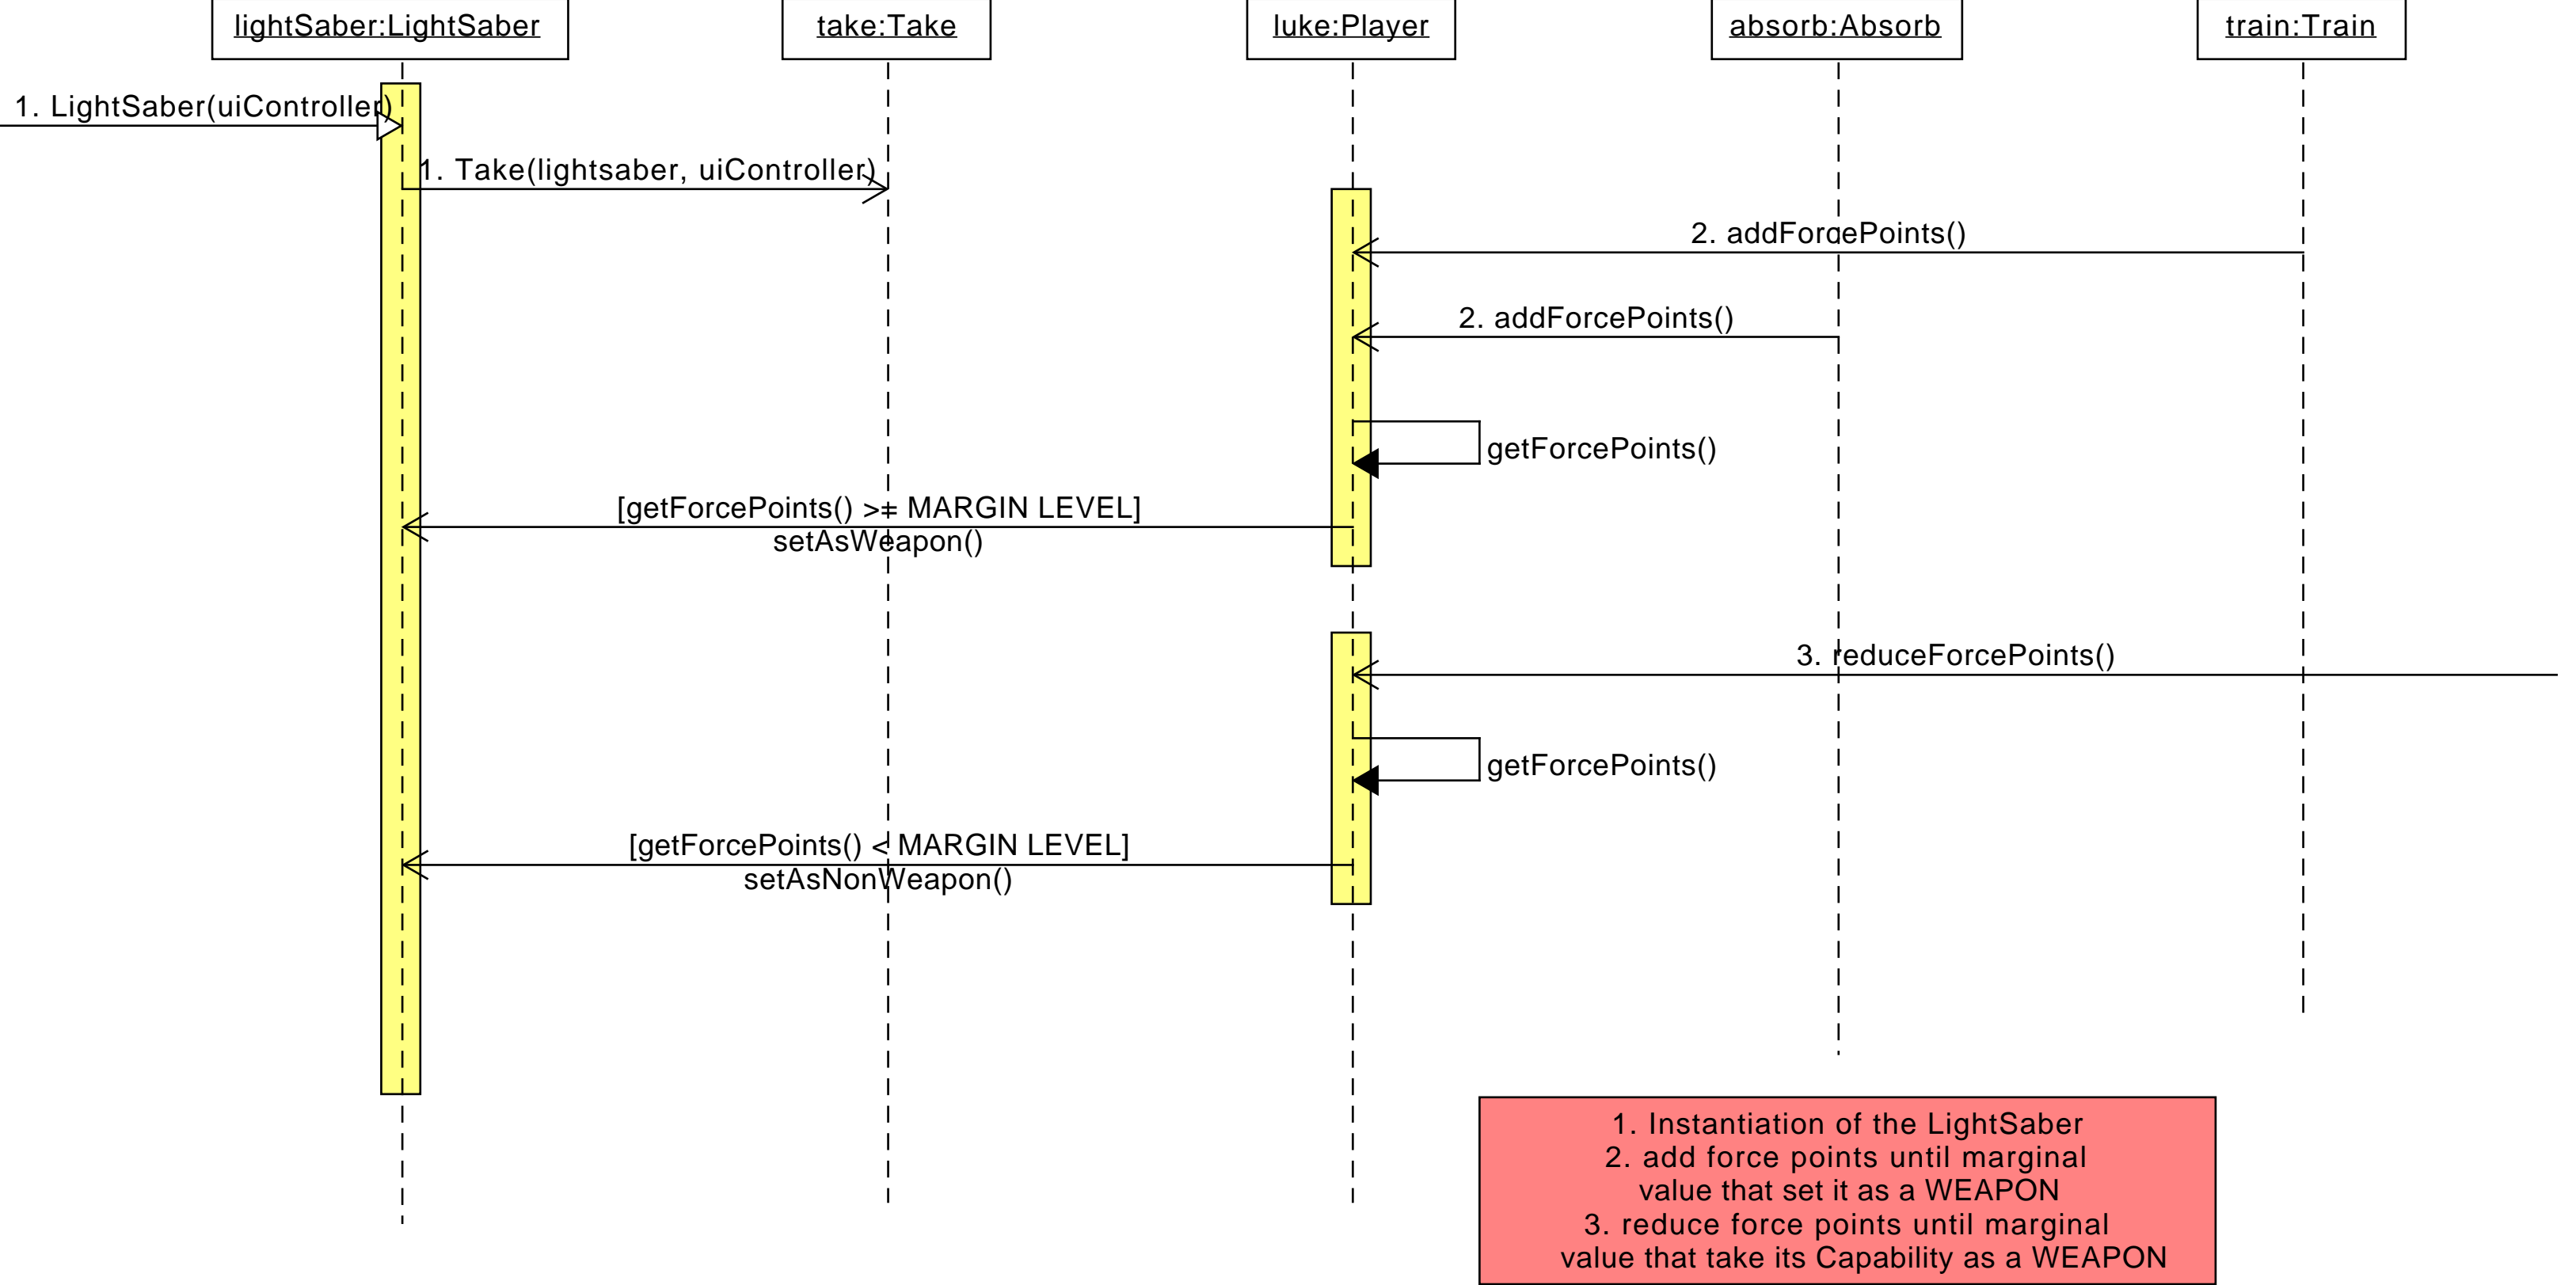 lightSaber:LightSaber
take:Take
luke:Player
absorb:Absorb
train:Train
1. LightSaber(uiController)
1. Take(lightsaber, uiController)
2. addForcePoints()
2. addForcePoints()
getForcePoints()
[getForcePoints() >= MARGIN LEVEL]
setAsWeapon()
3. reduceForcePoints()
getForcePoints()
[getForcePoints() < MARGIN LEVEL]
setAsNonWeapon()
1. Instantiation of the LightSaber
2. add force points until marginal
value that set it as a WEAPON
3. reduce force points until marginal
value that take its Capability as a WEAPON